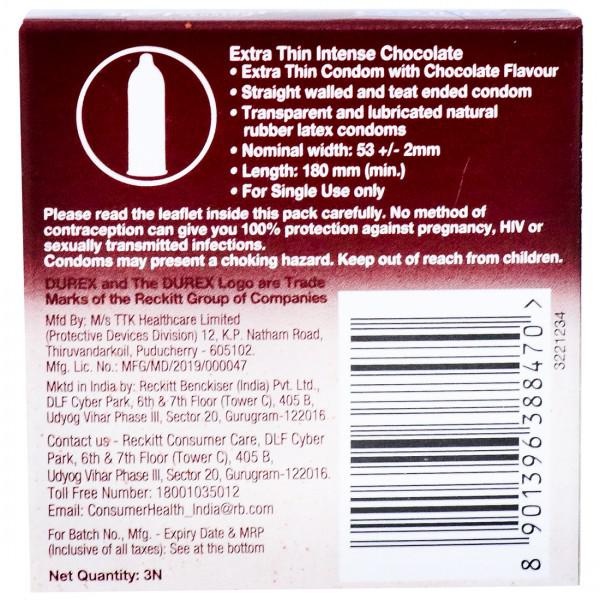 Extra Thin Intense Chocolate
• Extra Thin Condom with Chocolate Flavour
• Straight walled and teat ended condom
• Transparent and lubricated natural
rubber latex condoms
• Nominal width: 53 +/- 2mm
• Length: 180 mm (min.)
• For Single Use only
Please read the leaflet inside this pack carefully. No method of
contraception can give you 100% protection against pregnancy, HIV or
sexually transmitted infections.
Condoms may present a choking hazard. Keep out of reach from children.
DUREX and The DUREX Logo are Trade
Marks of the Reckitt Group of Companies
Mfd By: M/s TTK Healthcare Limited
(Protective Devices Division) 12, K.P. Natham Road,
Thiruvandarkoil, Puducherry - 605102.
Mfg. Lic. No.: MFG/MD/2019/000047
Mktd in India by: Reckitt Benckiser (India) Pvt. Ltd.,
DLF Cyber Park, 6th & 7th Floor (Tower C), 405 B,
Udyog Vihar Phase III, Sector 20, Gurugram-122016.
Contact us - Reckitt Consumer Care, DLF Cyber
Park, 6th & 7th Floor (Tower C), 405 B,
Udyog Vihar Phase III, Sector 20, Gurugram-122016.
Toll Free Number: 18001035012
Email: ConsumerHealth_India@rb.com
For Batch No., Mfg. - Expiry Date & MRP
(Inclusive of all taxes): See at the bottom
Net Quantity: 3N
8 901396 388470 >
3221234